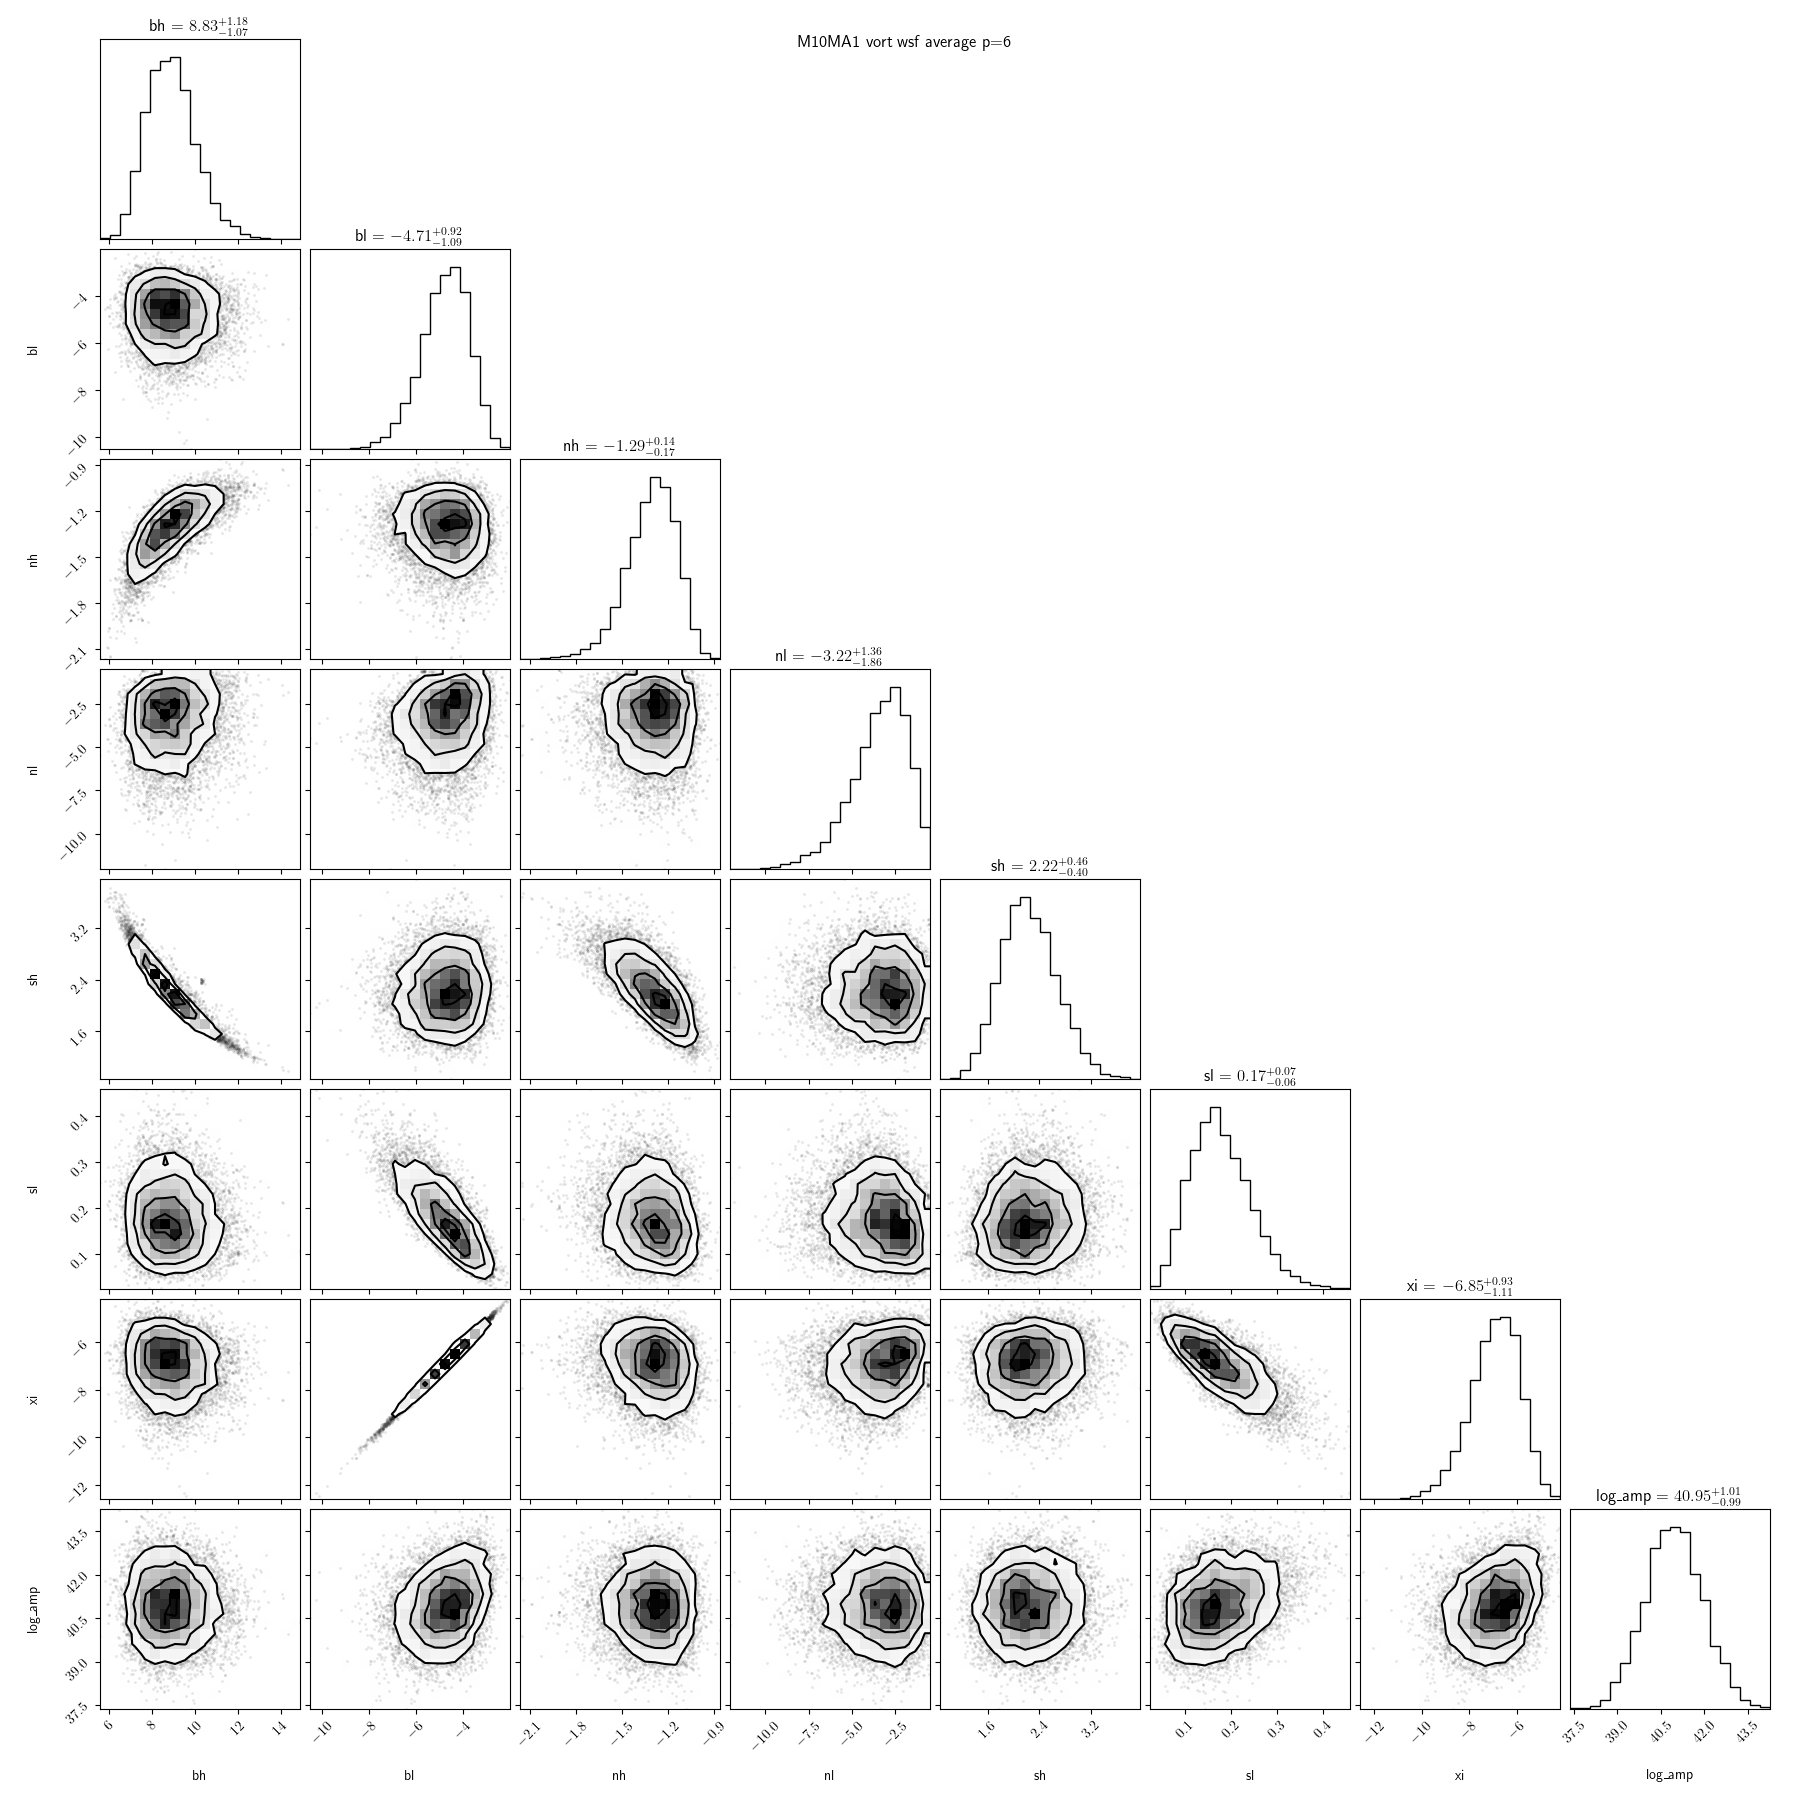 bh = 8.83^{+1.18}_{-1.07}
M10MA1 vort wsf average p=6
bl = −4.71^{+0.92}_{-1.09}
−4
−6
−8
−10
bl
nh = −1.29^{+0.14}_{-0.17}
−0.9
−1.2
−1.5
−1.8
−2.1
nh
nl = −3.22^{+1.36}_{-1.86}
−2.5
−5.0
−7.5
−10.0
nl
sh = 2.22^{+0.46}_{-0.40}
3.2
2.4
1.6
sh
sl = 0.17^{+0.07}_{-0.06}
0.4
0.3
0.2
0.1
sl
xi = −6.85^{+0.93}_{-1.11}
−6
−8
−10
−12
xi
log_amp = 40.95^{+1.01}_{-0.99}
43.5
42.0
40.5
39.0
37.5
log_amp
6 8 10 12 14 −10 −8 −6 −4 −2.1 −1.8 −1.5 −1.2 −0.9 −10.0 −7.5 −5.0 −2.5 1.6 2.4 3.2 0.1 0.2 0.3 0.4 −12 −10 −8 −6 37.5 39.0 40.5 42.0 43.5
bh bl nh nl sh sl xi log_amp